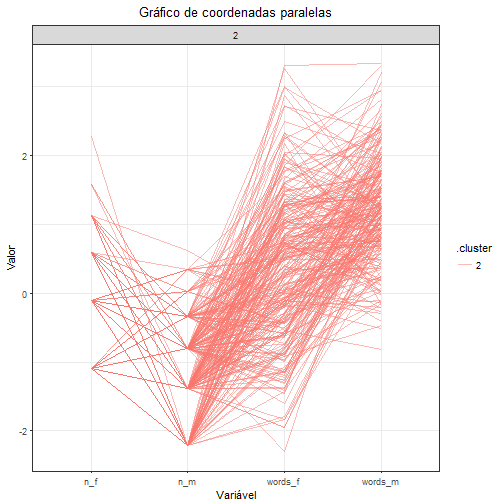 Gráfico de coordenadas paralelas
2
Valor
2
0
-2
n_f n_m words_f words_m
Variável
.cluster
2